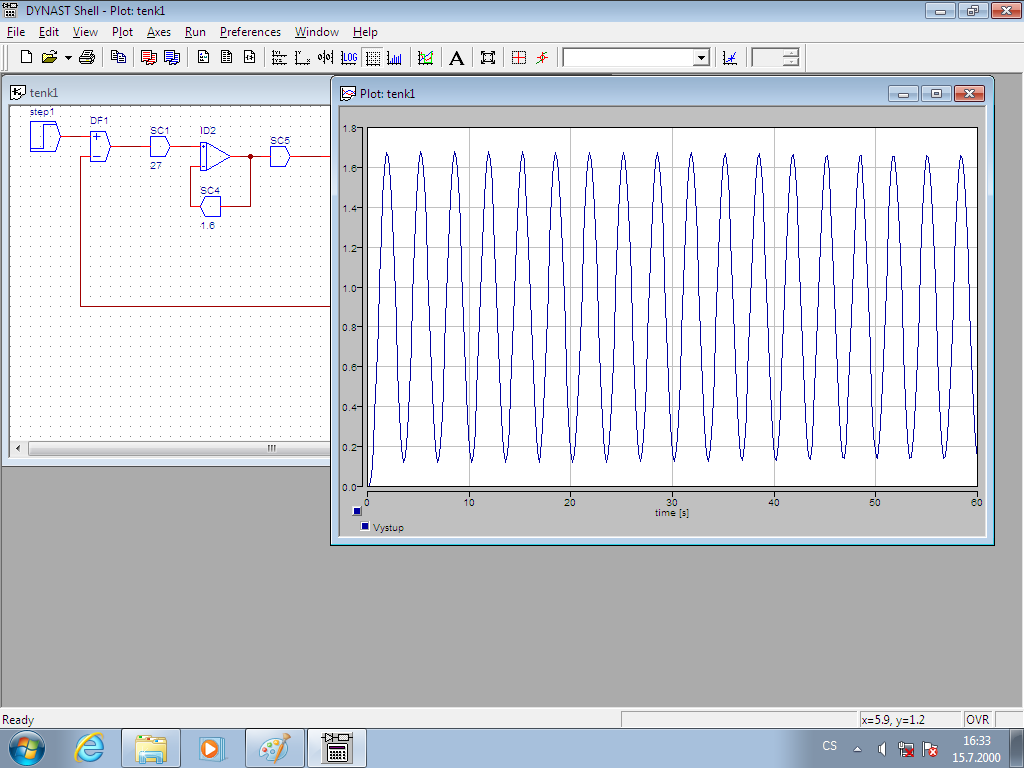 DYNAST Shell - Plot: tenk1
File Edit View Plot Axes Run Preferences Window Help
LOG A
tenk1
step1
DF1
SC1
ID2
SC5
27
SC4
1.6
Plot: tenk1
1.8
1.6
1.4
1.2
1.0
0.8
0.6
0.4
0.2
0.0
0 10 20 30 40 50 60
time [s]
Vystup
Ready x=5.9, y=1.2 OVR
CS 16:33
15.7.2000